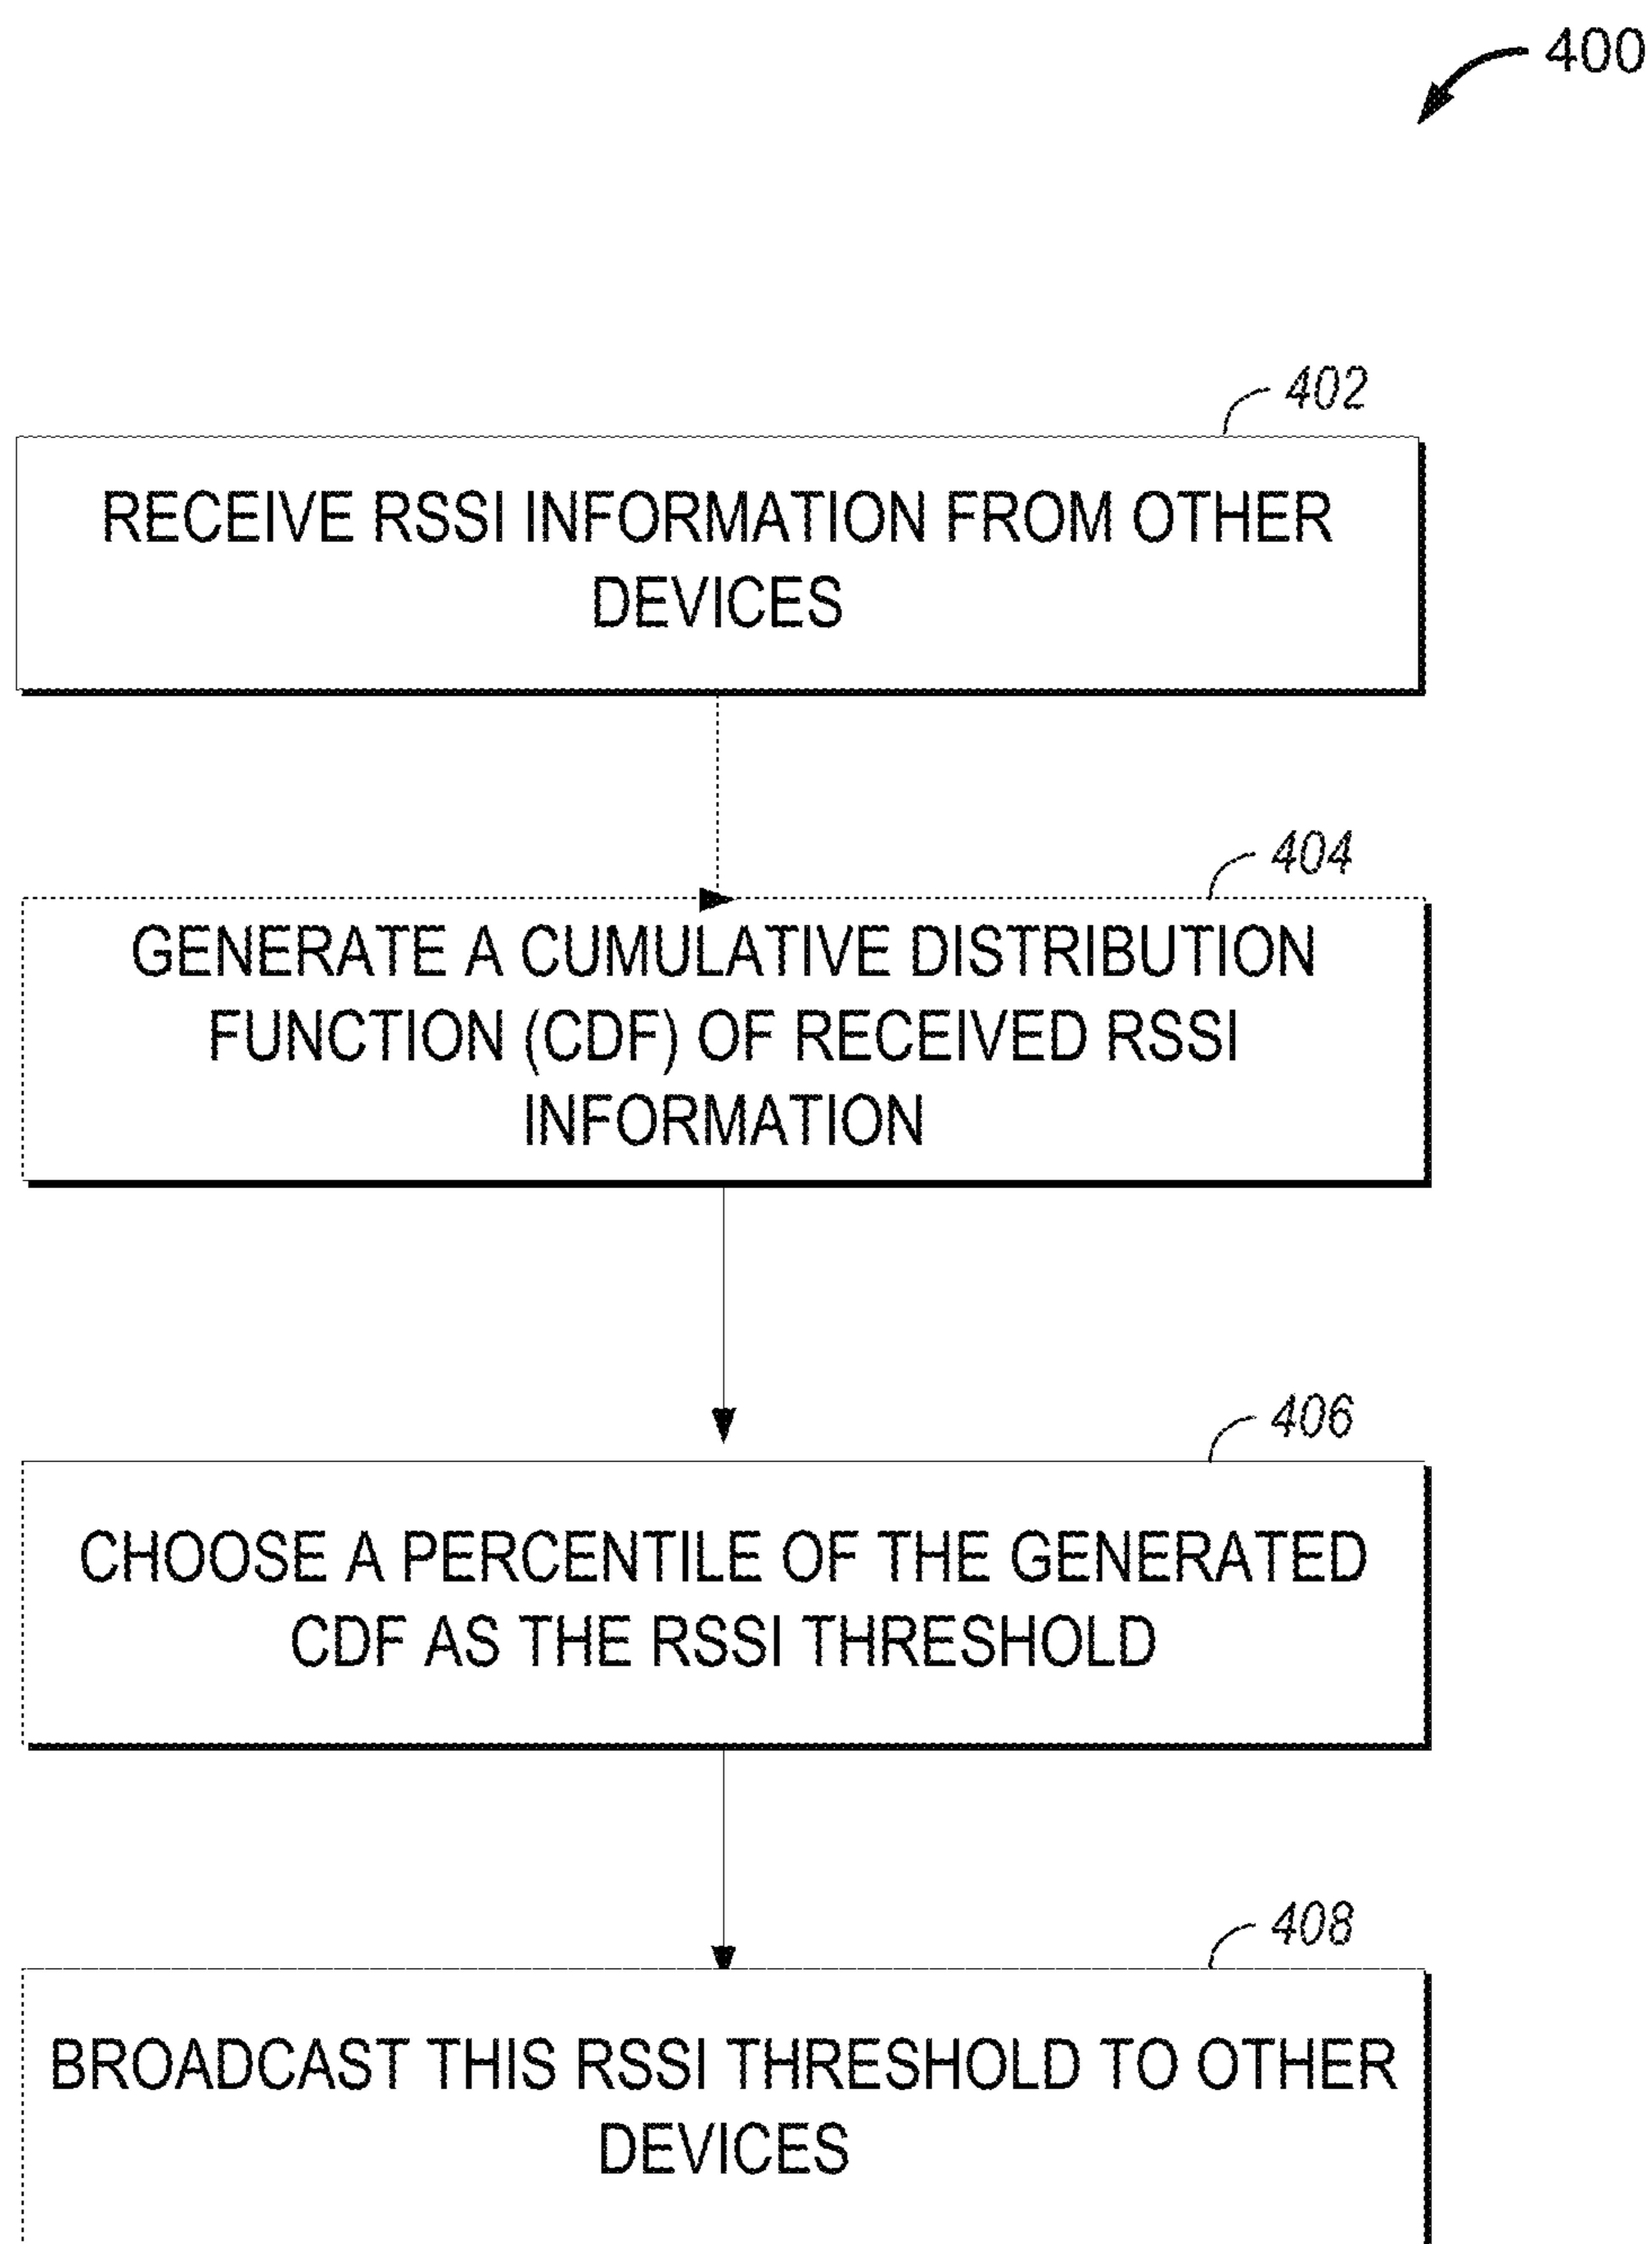 400
402
RECEIVE RSSI INFORMATION FROM OTHER
DEVICES
404
GENERATE A CUMULATIVE DISTRIBUTION
FUNCTION (CDF) OF RECEIVED RSSI
INFORMATION
406
CHOOSE A PERCENTILE OF THE GENERATED
CDF AS THE RSSI THRESHOLD
408
BROADCAST THIS RSSI THRESHOLD TO OTHER
DEVICES